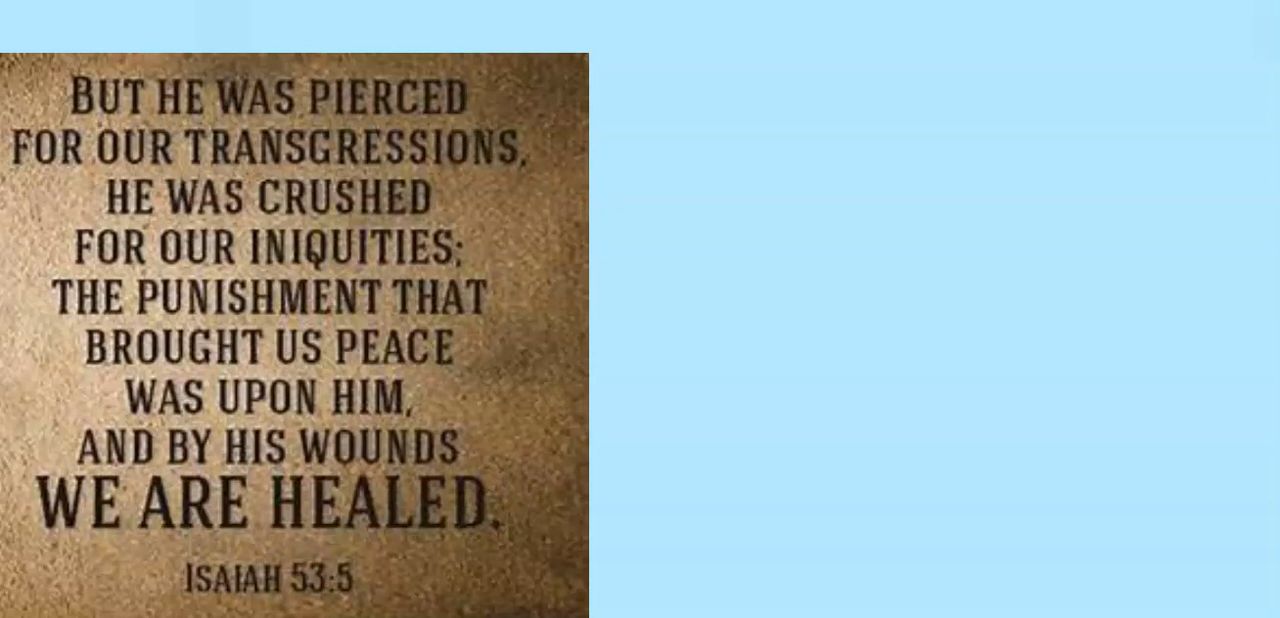 But he was pierced
for our transgressions,
he was crushed
for our iniquities;
the punishment that
brought us peace
was upon him,
and by his wounds
WE ARE HEALED.
Isaiah 53:5